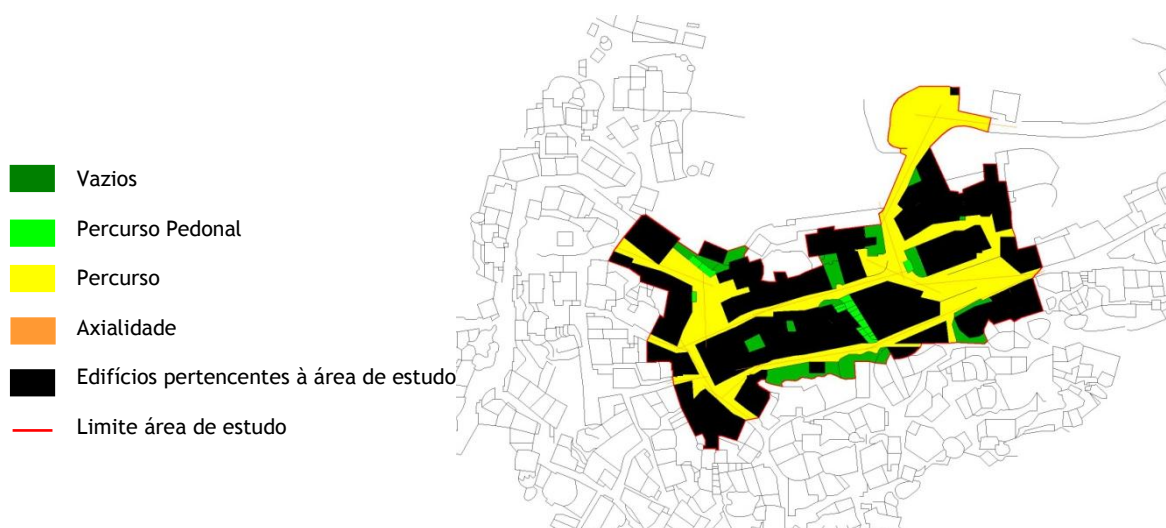 Vazios
Percurso Pedonal
Percurso
Axialidade
Edifícios pertencentes à área de estudo
Limite área de estudo